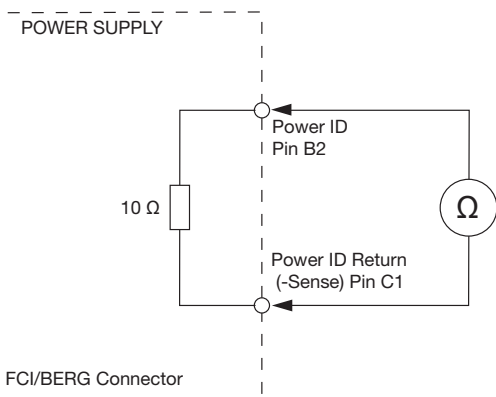 POWER SUPPLY
Power ID
Pin B2
10 Ω
Ω
Power ID Return
(-Sense) Pin C1
FCI/BERG Connector